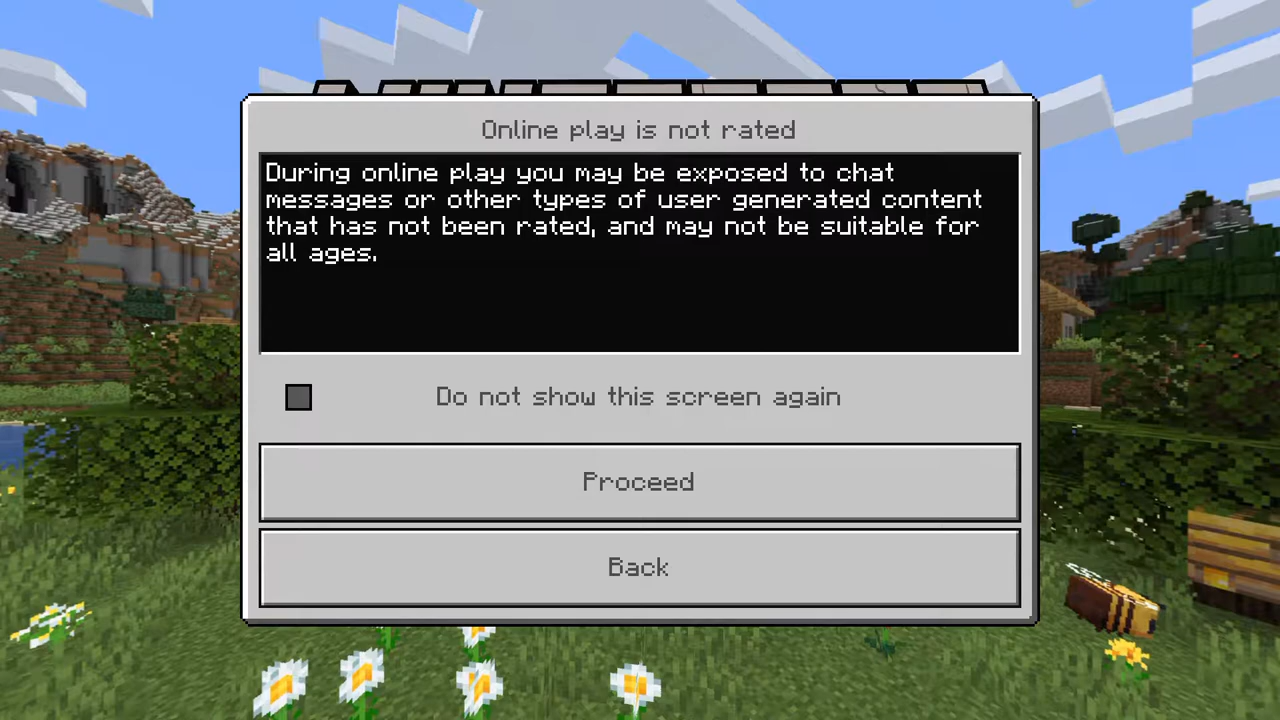 Online play is not rated
During online play you may be exposed to chat
messages or other types of user generated content
that has not been rated, and may not be suitable for
all ages.
Do not show this screen again
Proceed
Back